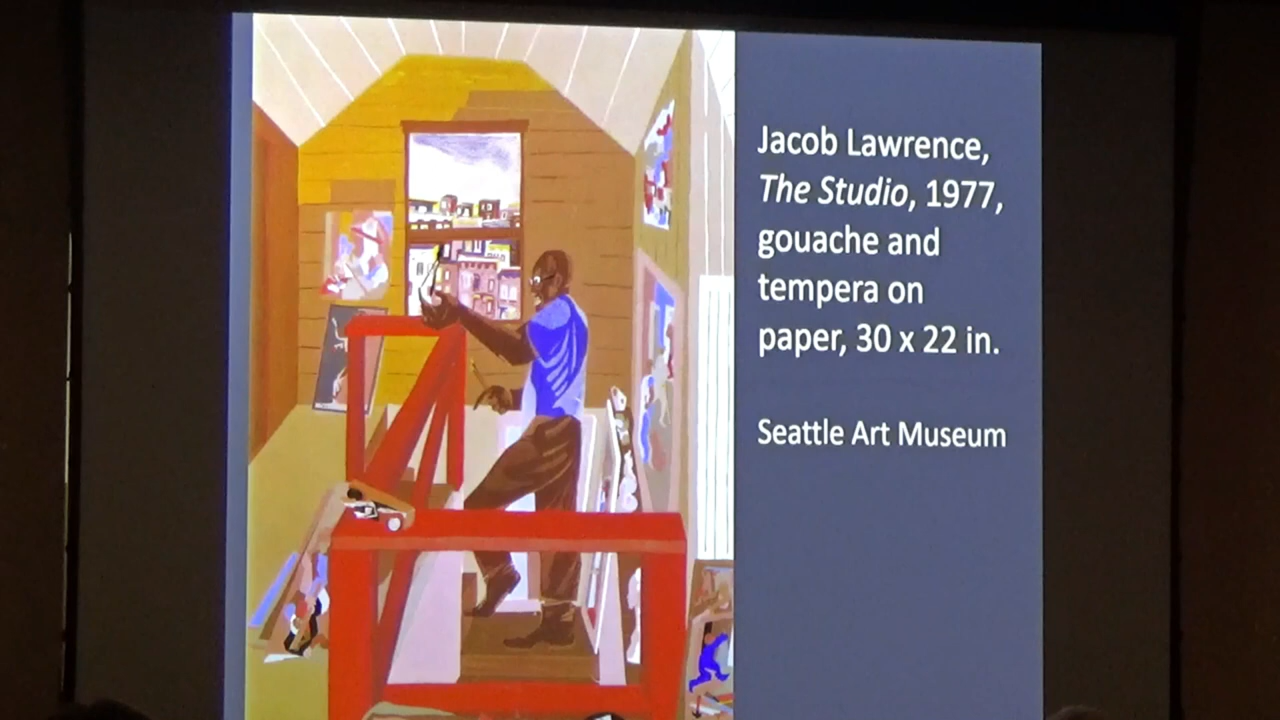 Jacob Lawrence,
The Studio, 1977,
gouache and
tempera on
paper, 30 x 22 in.
Seattle Art Museum